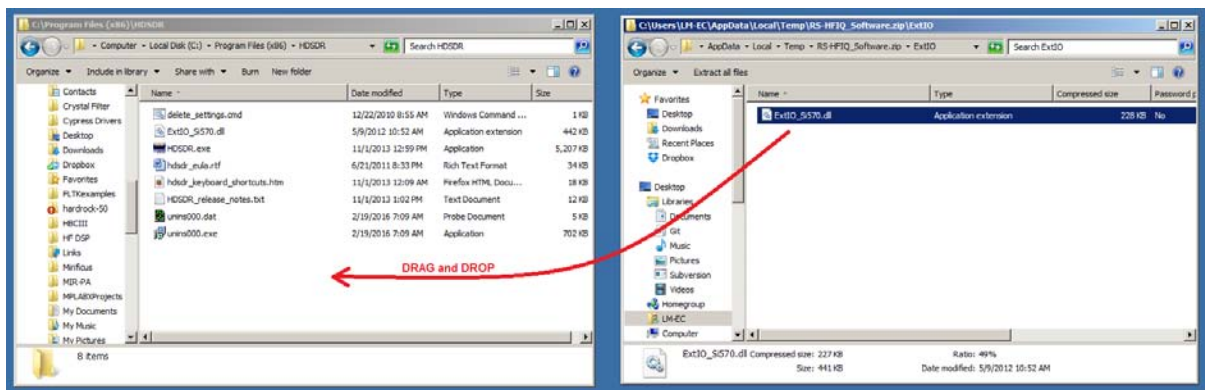 C:\Program Files (x86)\HDSDR
Computer - Local Disk (C:) - Program Files (x86) - HDSDR
Search HDSDR
Organize Include in library Share with Burn New folder
Name Date modified Type Size
Contacts
Crystal Filter
Cypress Drivers
Desktop
Downloads
Dropbox
Favorites
FLTKexamples
hardrock-50
HBCIII
HF DSP
Links
Minficus
MIR-PA
MPLABXProjects
My Documents
My Music
My Pictures
delete_settings.cmd 12/22/2010 8:55 AM Windows Command ... 1 KB
ExtIO_Si570.dll 5/9/2012 10:52 AM Application extension 442 KB
HDSDR.exe 11/1/2013 12:59 PM Application 5,207 KB
hdsdr_eula.rtf 6/21/2011 8:33 PM Rich Text Format 34 KB
hdsdr_keyboard_shortcuts.htm 11/1/2013 12:09 AM Firefox HTML Docu... 18 KB
HDSDR_release_notes.txt 11/1/2013 1:02 PM Text Document 12 KB
unins000.dat 2/19/2016 7:09 AM Probe Document 5 KB
unins000.exe 2/19/2016 7:09 AM Application 702 KB
DRAG and DROP
8 items
C:\Users\LM-EC\AppData\Local\Temp\RS-HFIQ_Software.zip\ExtIO
AppData - Local - Temp - RS-HFIQ_Software.zip - ExtIO
Search ExtIO
Organize Extract all files
Name Type Compressed size Password p
Favorites
Desktop
Downloads
Recent Places
Dropbox
Desktop
Libraries
Documents
Git
Music
Pictures
Subversion
Videos
Homegroup
LM-EC
Computer
ExtIO_Si570.dll Application extension 228 KB No
ExtIO_Si570.dl Compressed size: 227 KB Ratio: 49%
Size: 441 KB Date modified: 5/9/2012 10:52 AM